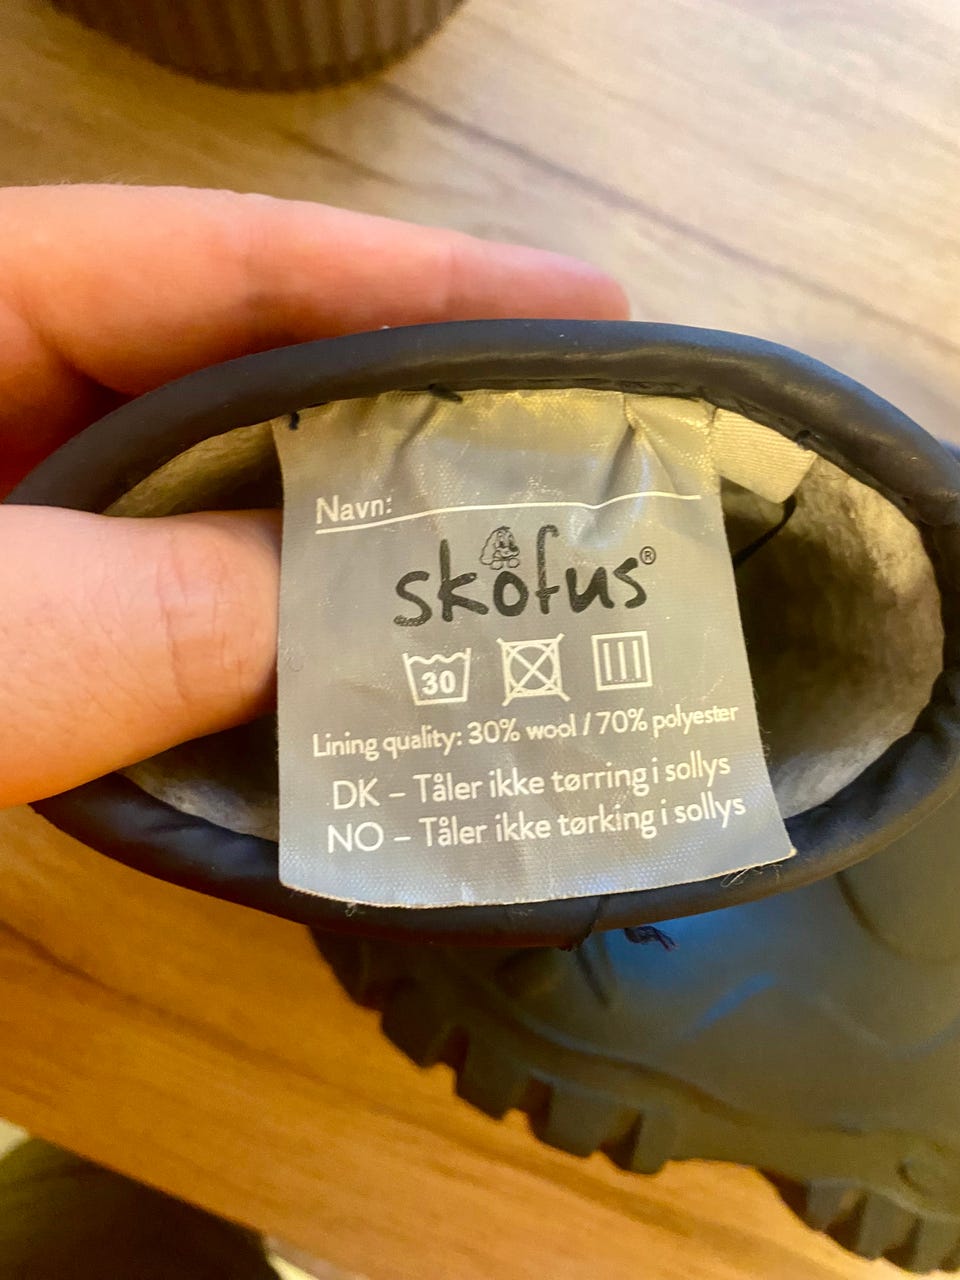 Navn:
skofus®
30
Lining quality: 30% wool / 70% polyester
DK – Tåler ikke tørring i sollys
NO – Tåler ikke tørking i sollys